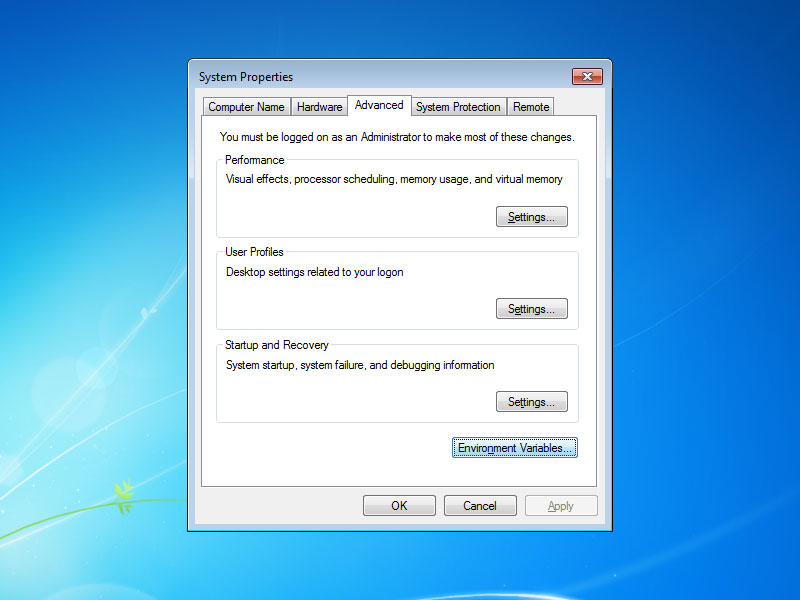 System Properties
Computer Name Hardware Advanced System Protection Remote
You must be logged on as an Administrator to make most of these changes.
Performance
Visual effects, processor scheduling, memory usage, and virtual memory
Settings...
User Profiles
Desktop settings related to your logon
Settings...
Startup and Recovery
System startup, system failure, and debugging information
Settings...
Environment Variables...
OK Cancel Apply